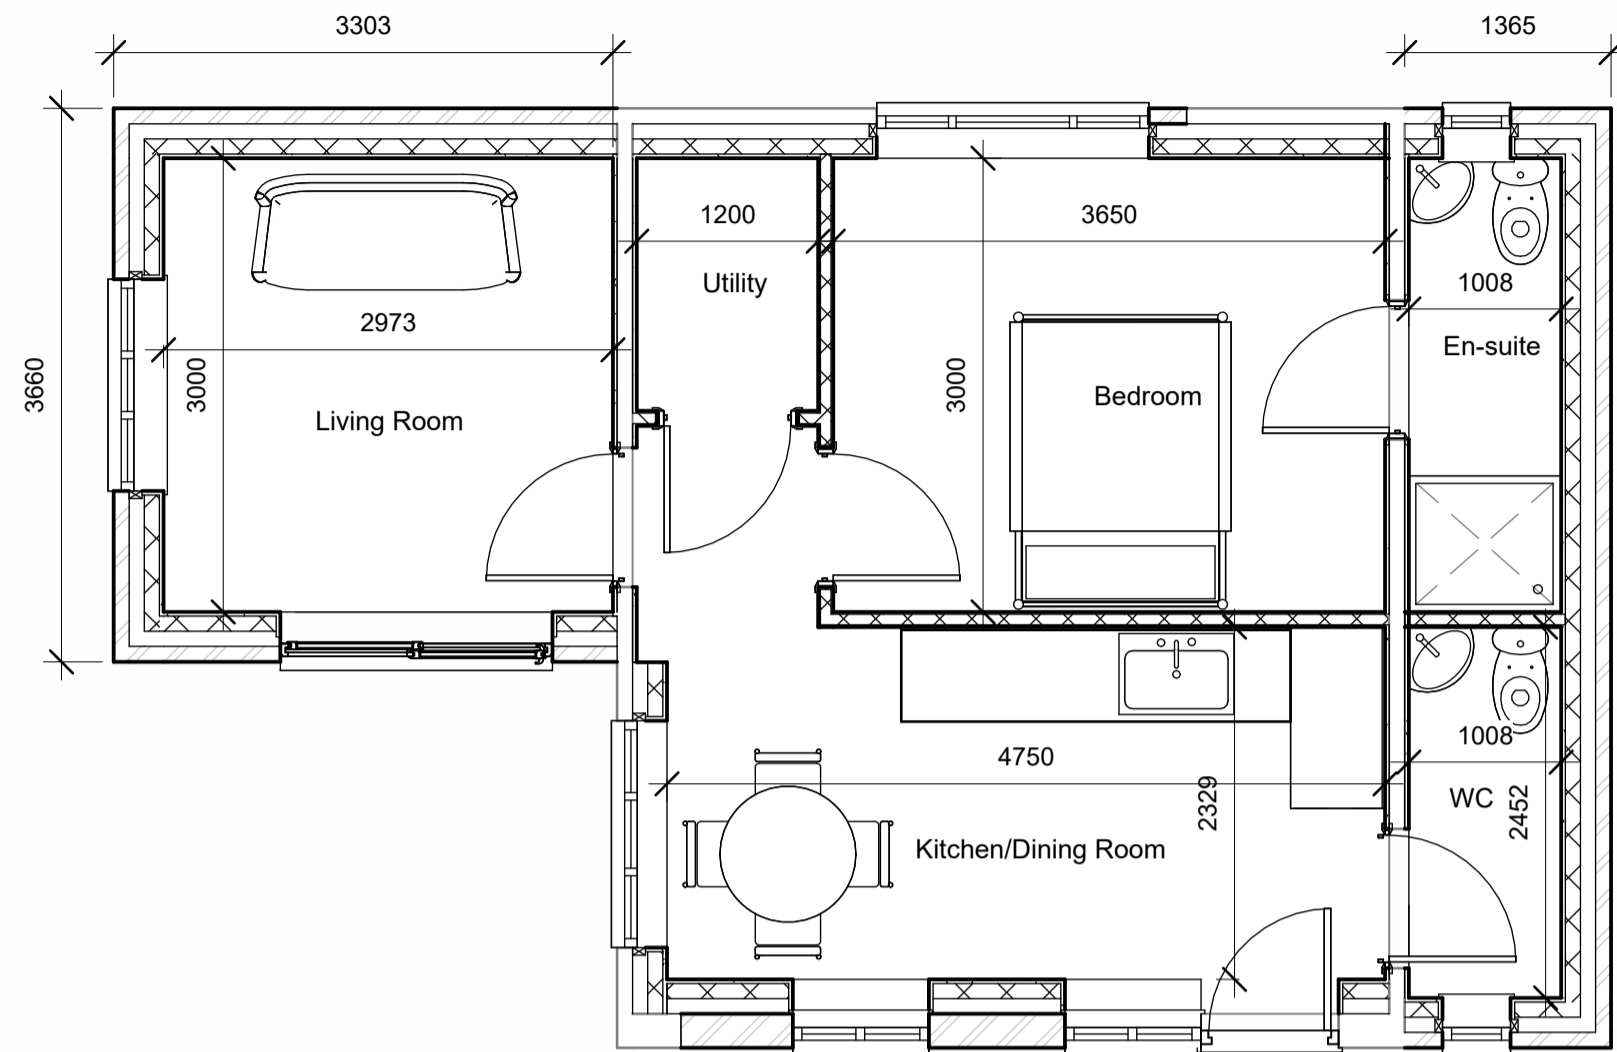 3303
1365
1200
3650
Utility
1008
2973
En-suite
3660
3000
3000
Bedroom
Living Room
1008
4750
WC
2329
2452
Kitchen/Dining Room